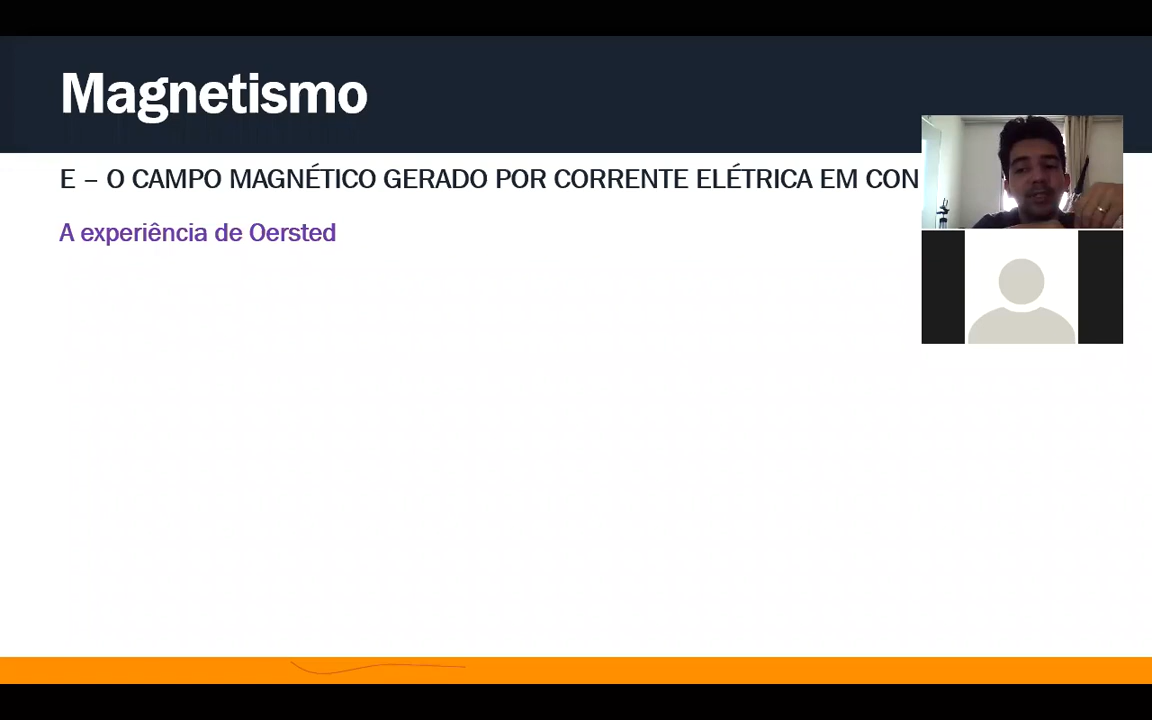 Magnetismo
E – O CAMPO MAGNÉTICO GERADO POR CORRENTE ELÉTRICA EM CON
A experiência de Oersted